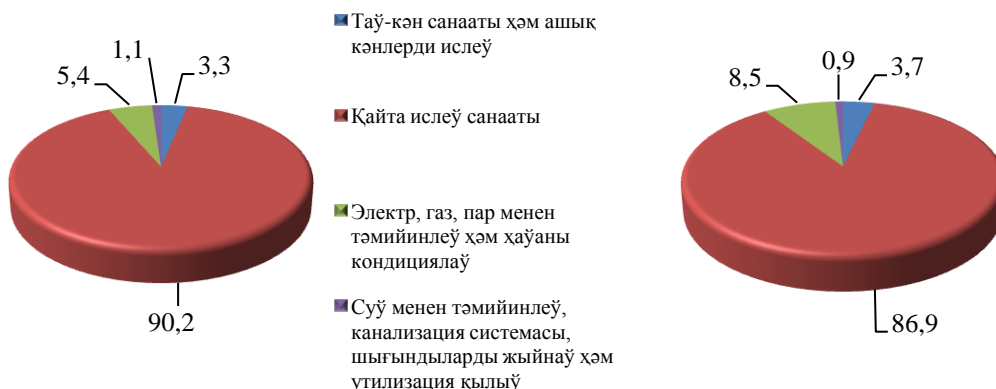 1,1
3,3
5,4
90,2
Таў-кән санааты ҳәм ашық
кәнлерди ислеў
Қайта ислеў санааты
Электр, газ, пар менен
тәмийинлеў ҳәм ҳаўаны
кондициялаў
Суў менен тәмийинлеў,
канализация системасы,
шығындыларды жыйнаў ҳәм
утилизация қылыў
0,9
3,7
8,5
86,9